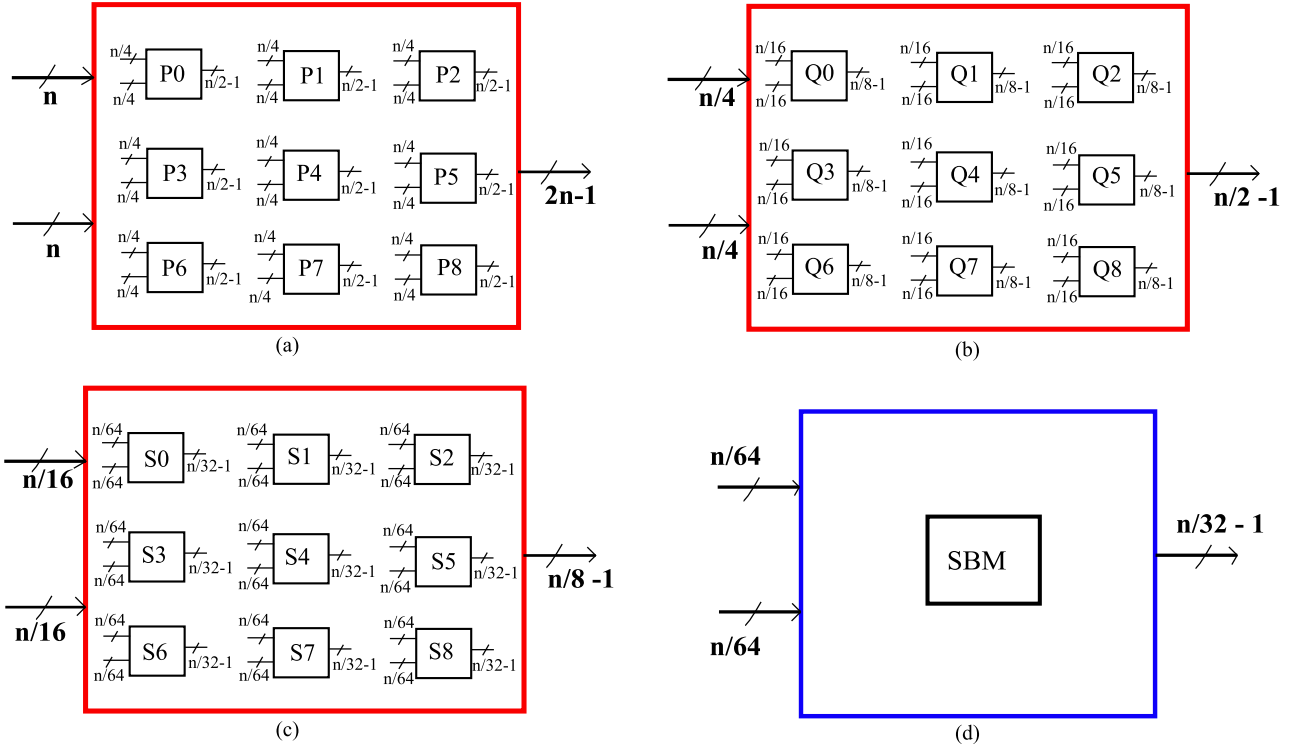 n/4 n/4 n/4
P0 n/2-1 P1 n/2-1 P2 n/2-1
n/4 n/4 n/4
n
n/4 n/4 n/4
P3 n/2-1 P4 n/2-1 P5 n/2-1
n/4 n/4 n/4
2n-1
n
n/4 n/4 n/4
P6 n/2-1 P7 n/2-1 P8 n/2-1
n/4 n/4 n/4
(a)
n/16 n/16 n/16
Q0 n/8-1 Q1 n/8-1 Q2 n/8-1
n/16 n/16 n/16
n/4
n/16 n/16 n/16
Q3 n/8-1 Q4 n/8-1 Q5 n/8-1
n/16 n/16 n/16
n/2 -1
n/4
n/16 n/16 n/16
Q6 n/8-1 Q7 n/8-1 Q8 n/8-1
n/16 n/16 n/16
(b)
n/64 n/64 n/64
S0 n/32-1 S1 n/32-1 S2 n/32-1
n/64 n/64 n/64
n/16
n/64 n/64 n/64
S3 n/32-1 S4 n/32-1 S5 n/32-1
n/64 n/64 n/64
n/8 -1
n/16
n/64 n/64 n/64
S6 n/32-1 S7 n/32-1 S8 n/32-1
n/64 n/64 n/64
(c)
n/64
n/32 - 1
SBM
n/64
(d)